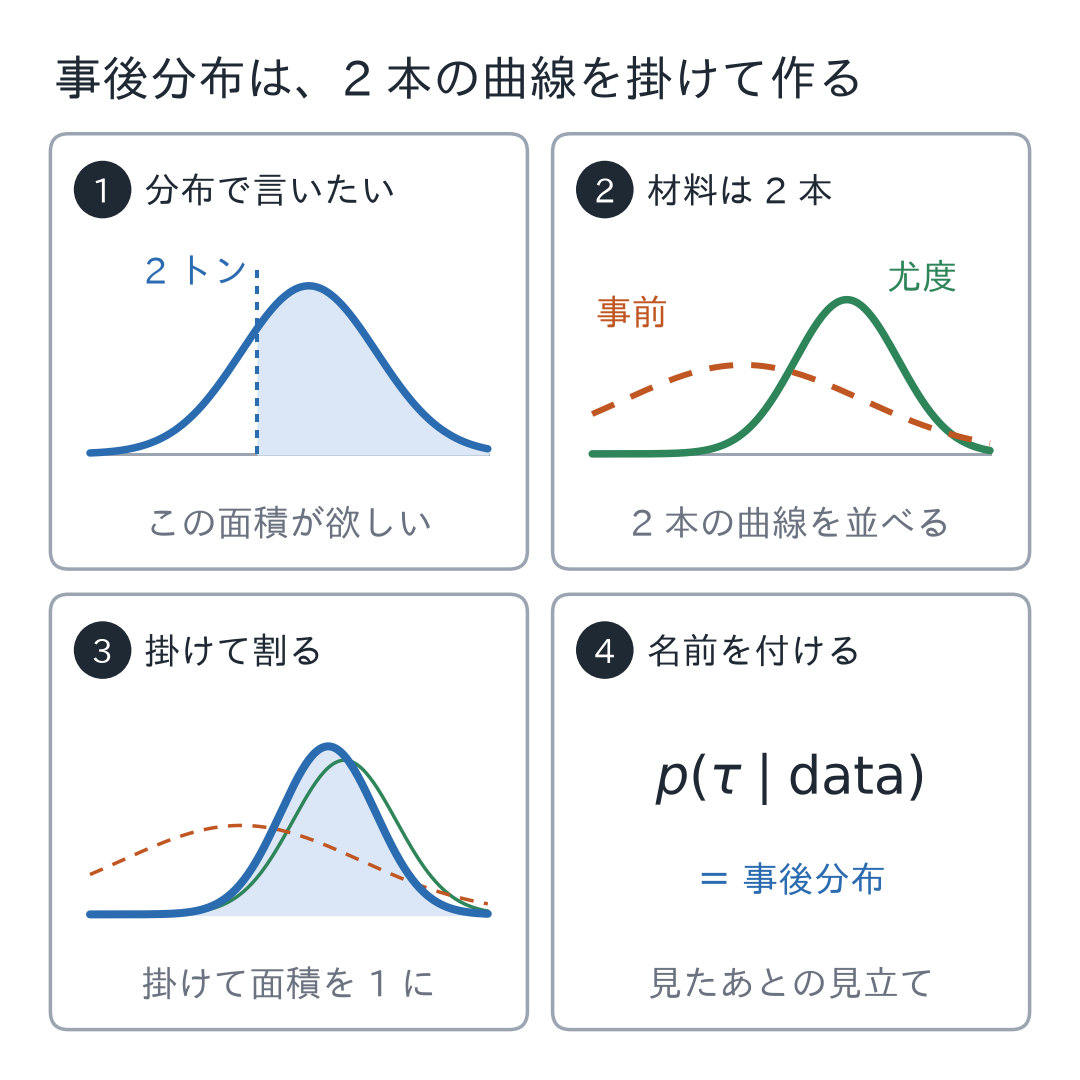 事後分布は、2 本の曲線を掛けて作る
1 分布で言いたい
2 トン
この面積が欲しい
2 材料は 2 本
事前
尤度
2 本の曲線を並べる
3 掛けて割る
掛けて面積を 1 に
4 名前を付ける
p(τ | data)
= 事後分布
見たあとの見立て